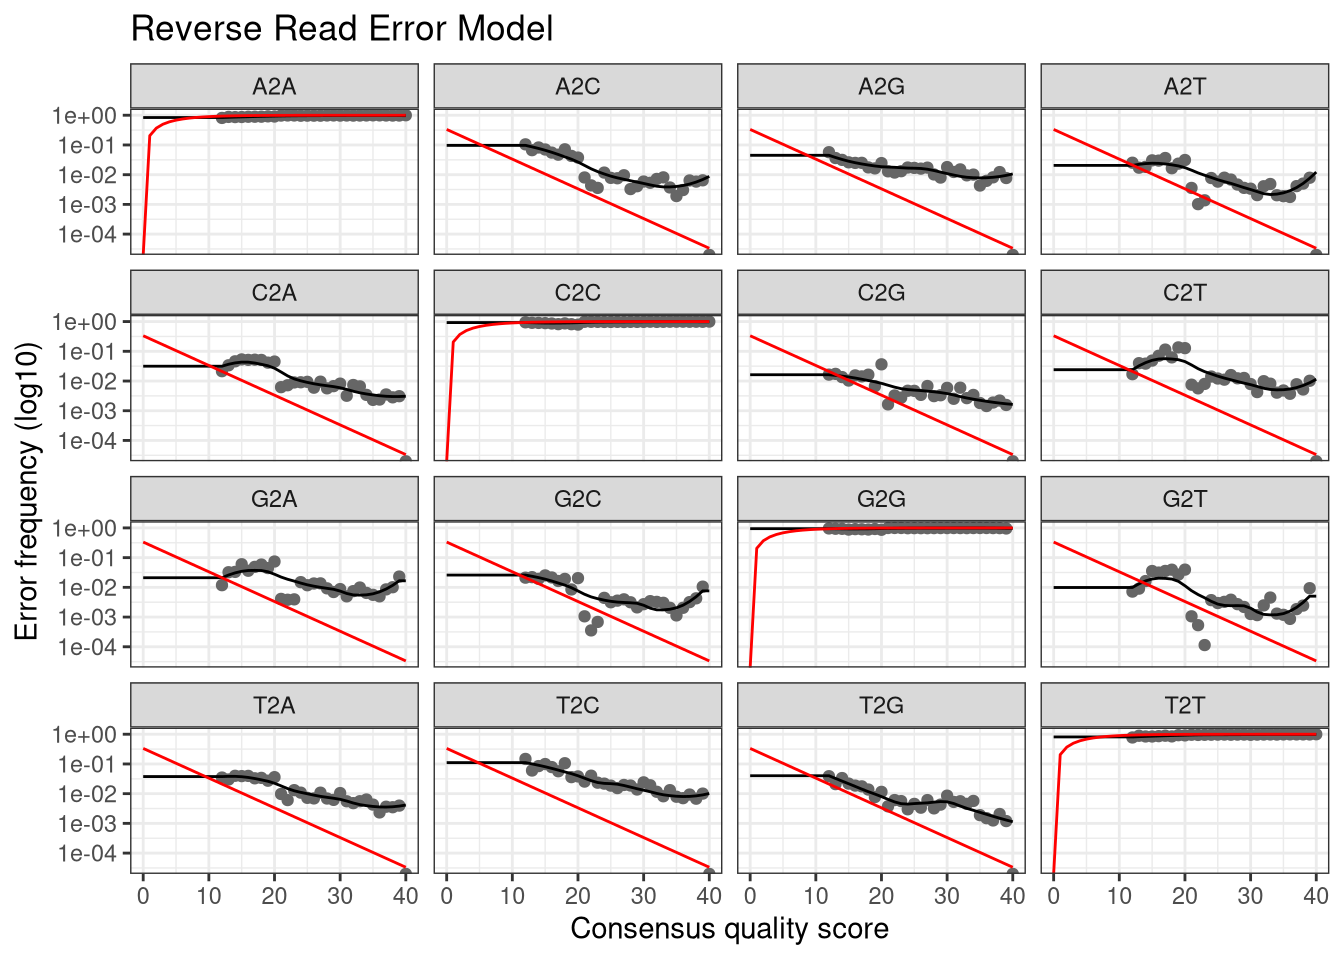 Reverse Read Error Model
A2A A2C A2G A2T
1e+00
1e-01
1e-02
1e-03
1e-04
C2A C2C C2G C2T
1e+00
1e-01
1e-02
1e-03
1e-04
G2A G2C G2G G2T
1e+00
1e-01
1e-02
1e-03
1e-04
T2A T2C T2G T2T
1e+00
1e-01
1e-02
1e-03
1e-04
0 10 20 30 40 0 10 20 30 40 0 10 20 30 40 0 10 20 30 40
Consensus quality score
Error frequency (log10)